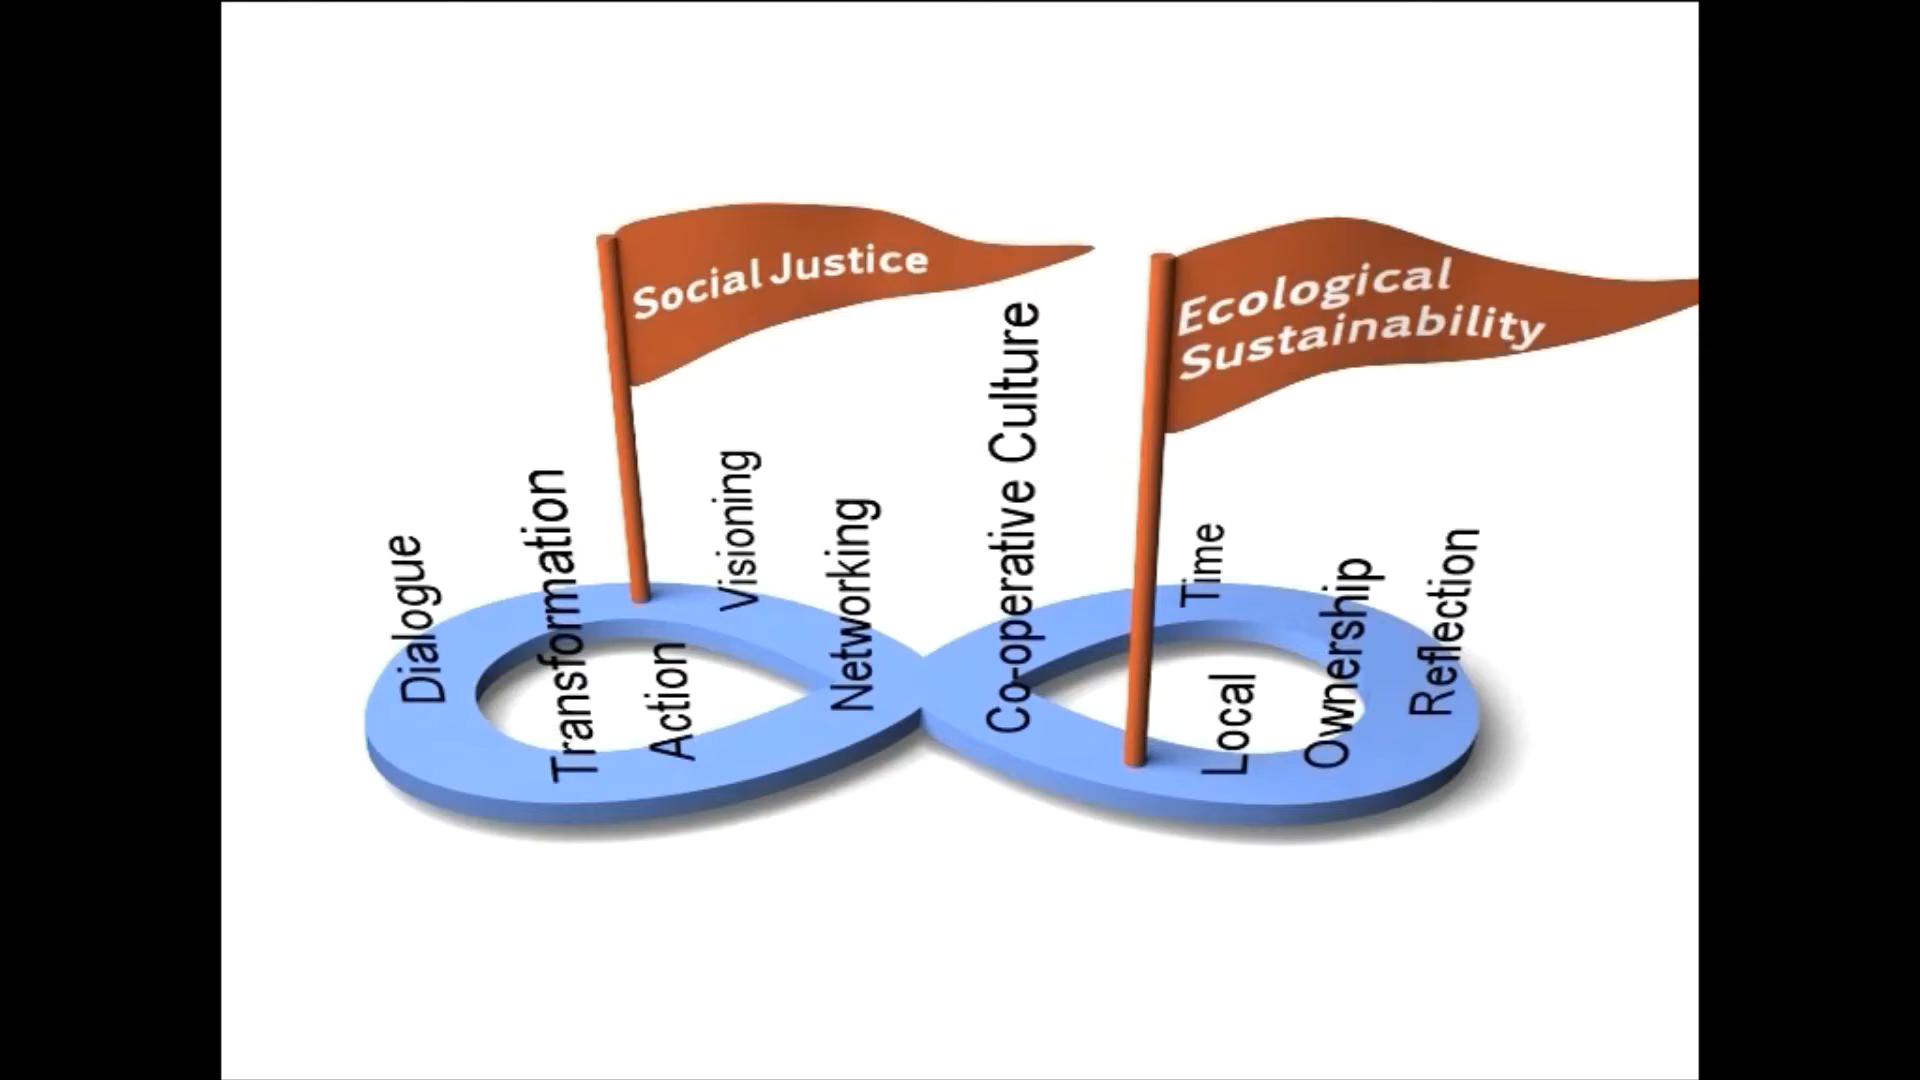 Social Justice
Ecological
Sustainability
Dialogue
Transformation
Action
Visioning
Networking
Co-operative Culture
Time
Local
Ownership
Reflection